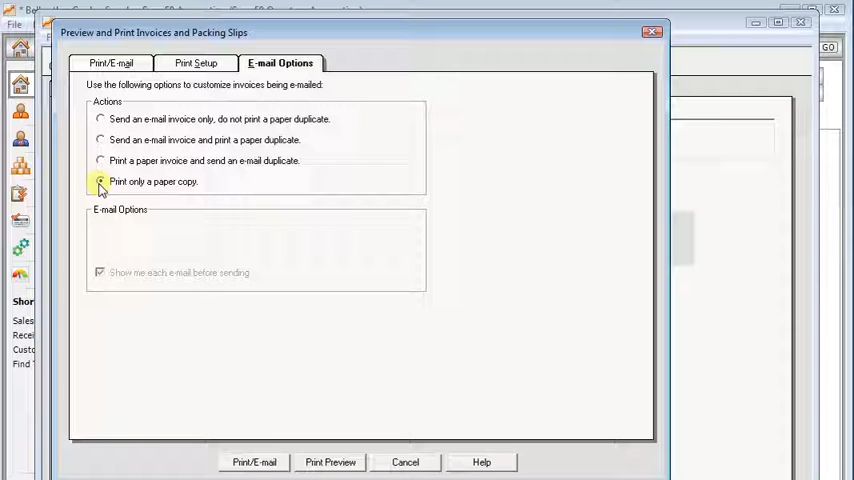 File
GO
Preview and Print Invoices and Packing Slips
Print/E-mail
Print Setup
E-mail Options
Use the following options to customize invoices being e-mailed:
Actions
Send an e-mail invoice only, do not print a paper duplicate.
Send an e-mail invoice and print a paper duplicate.
Print a paper invoice and send an e-mail duplicate.
Print only a paper copy.
E-mail Options
Show me each e-mail before sending
Shor
Sales
Recei
Custo
Find
Print/E-mail
Print Preview
Cancel
Help